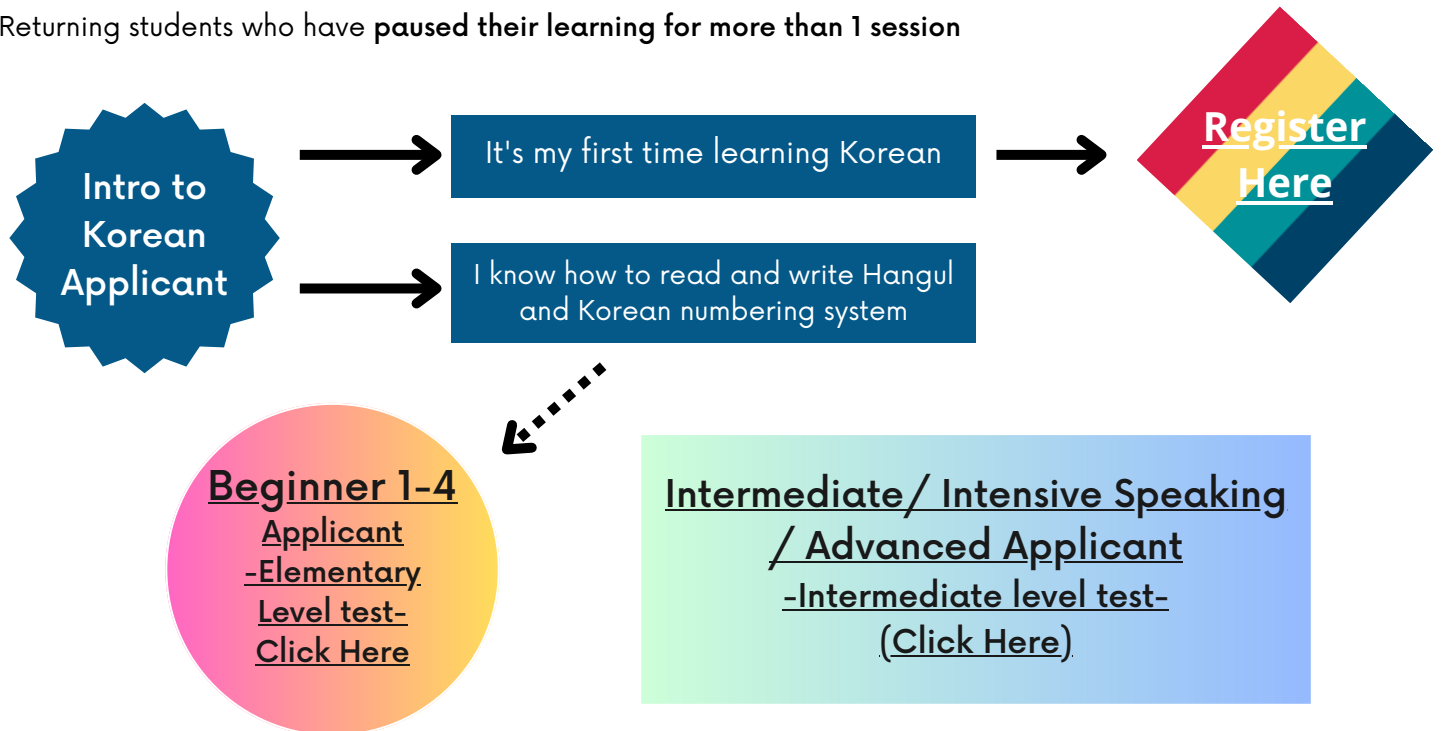 Returning students who have paused their learning for more than 1 session
Intro to
Korean
Applicant
It's my first time learning Korean
Register
Here
I know how to read and write Hangul
and Korean numbering system
Beginner 1-4
Applicant
-Elementary
Level test-
Click Here
Intermediate/ Intensive Speaking
/ Advanced Applicant
-Intermediate level test-
(Click Here)